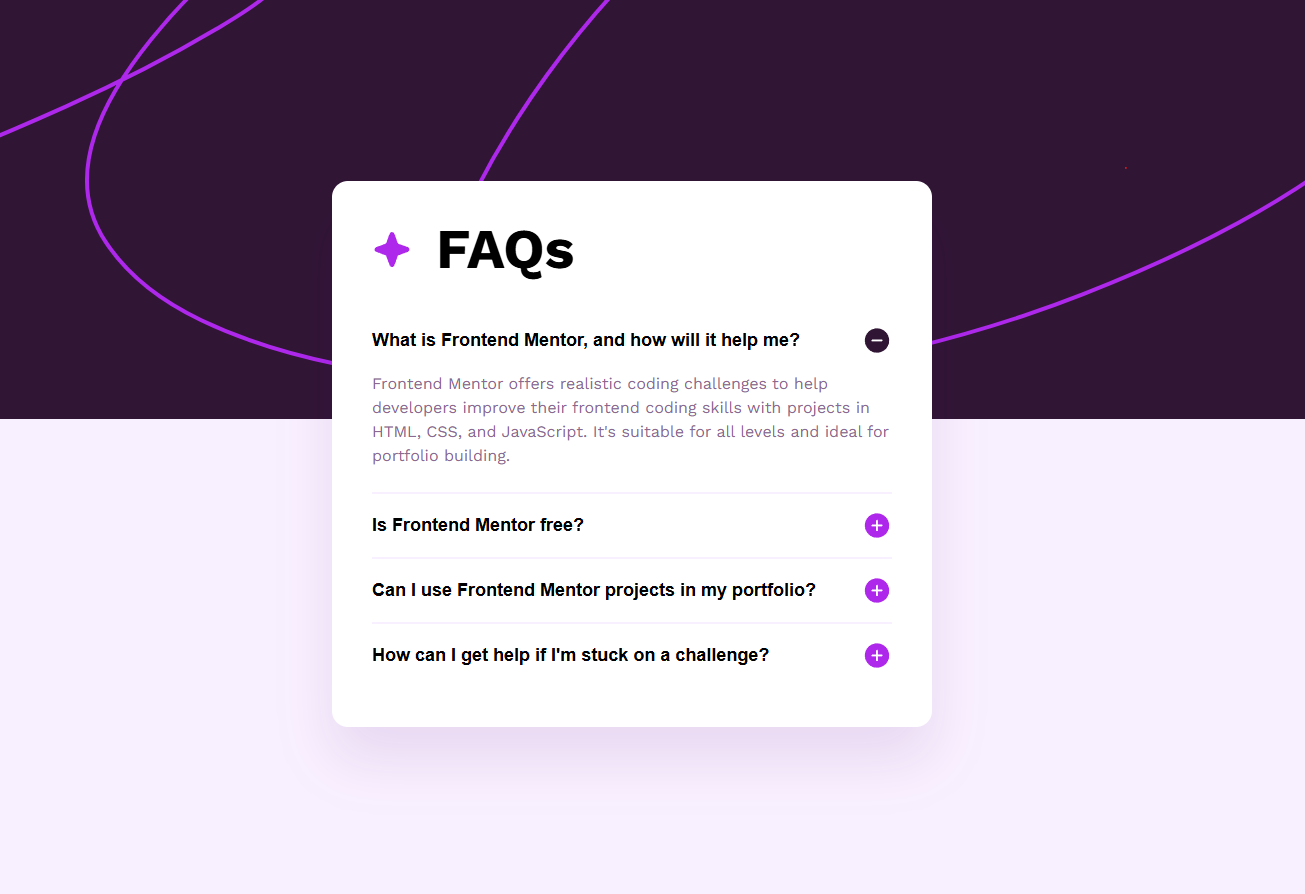 FAQs
What is Frontend Mentor, and how will it help me?
Frontend Mentor offers realistic coding challenges to help
developers improve their frontend coding skills with projects in
HTML, CSS, and JavaScript. It's suitable for all levels and ideal for
portfolio building.
Is Frontend Mentor free?
Can I use Frontend Mentor projects in my portfolio?
How can I get help if I'm stuck on a challenge?